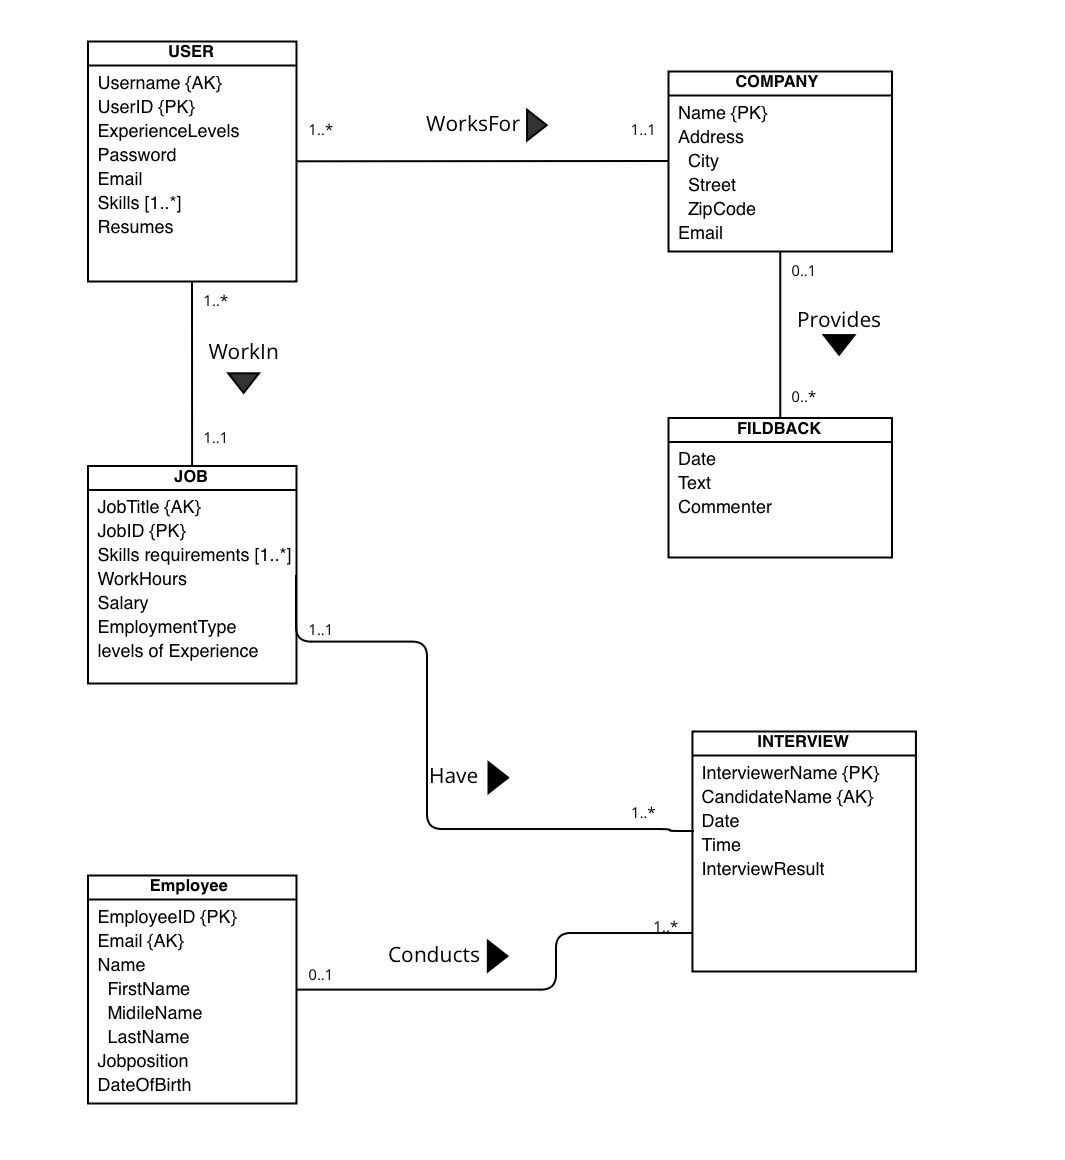 USER
Username {AK}
UserID {PK}
ExperienceLevels
Password
Email
Skills [1..*]
Resumes
1..*
WorksFor
1..1
COMPANY
Name {PK}
Address
City
Street
ZipCode
Email
1..*
WorkIn
1..1
0..1
Provides
0..*
FILDBACK
Date
Text
Commenter
JOB
JobTitle {AK}
JobID {PK}
Skills requirements [1..*]
WorkHours
Salary
EmploymentType
levels of Experience
1..1
Have
1..*
INTERVIEW
InterviewerName {PK}
CandidateName {AK}
Date
Time
InterviewResult
Employee
EmployeeID {PK}
Email {AK}
Name
FirstName
MidileName
LastName
Jobposition
DateOfBirth
0..1
Conducts
1..*